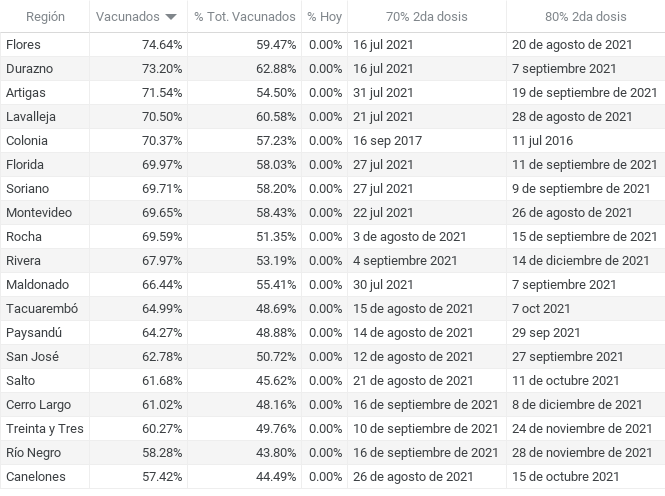 Región Vacunados % Tot. Vacunados % Hoy 70% 2da dosis 80% 2da dosis
Flores 74.64% 59.47% 0.00% 16 jul 2021 20 de agosto de 2021
Durazno 73.20% 62.88% 0.00% 16 jul 2021 7 septiembre 2021
Artigas 71.54% 54.50% 0.00% 31 jul 2021 19 de septiembre de 2021
Lavalleja 70.50% 60.58% 0.00% 21 jul 2021 28 de agosto de 2021
Colonia 70.37% 57.23% 0.00% 16 sep 2017 11 jul 2016
Florida 69.97% 58.03% 0.00% 27 jul 2021 11 de septiembre de 2021
Soriano 69.71% 58.20% 0.00% 27 jul 2021 9 de septiembre de 2021
Montevideo 69.65% 58.43% 0.00% 22 jul 2021 26 de agosto de 2021
Rocha 69.59% 51.35% 0.00% 3 de agosto de 2021 15 de septiembre de 2021
Rivera 67.97% 53.19% 0.00% 4 septiembre 2021 14 de diciembre de 2021
Maldonado 66.44% 55.41% 0.00% 30 jul 2021 7 septiembre 2021
Tacuarembó 64.99% 48.69% 0.00% 15 de agosto de 2021 7 oct 2021
Paysandú 64.27% 48.88% 0.00% 14 de agosto de 2021 29 sep 2021
San José 62.78% 50.72% 0.00% 12 de agosto de 2021 27 septiembre 2021
Salto 61.68% 45.62% 0.00% 21 de agosto de 2021 11 de octubre 2021
Cerro Largo 61.02% 48.16% 0.00% 16 de septiembre de 2021 8 de diciembre de 2021
Treinta y Tres 60.27% 49.76% 0.00% 10 de septiembre de 2021 24 de noviembre de 2021
Río Negro 58.28% 43.80% 0.00% 16 de septiembre de 2021 28 de noviembre de 2021
Canelones 57.42% 44.49% 0.00% 26 de agosto de 2021 15 de octubre 2021